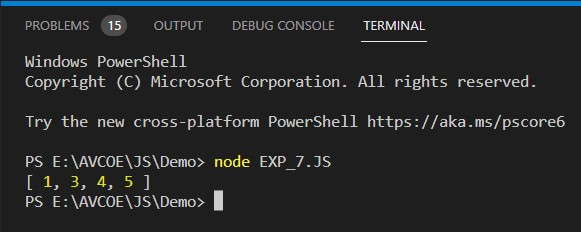 PROBLEMS 15 OUTPUT DEBUG CONSOLE TERMINAL
Windows PowerShell
Copyright (C) Microsoft Corporation. All rights reserved.
Try the new cross-platform PowerShell https://aka.ms/pscore6
PS E:\AVCOE\JS\Demo> node EXP_7.JS
[ 1, 3, 4, 5 ]
PS E:\AVCOE\JS\Demo>